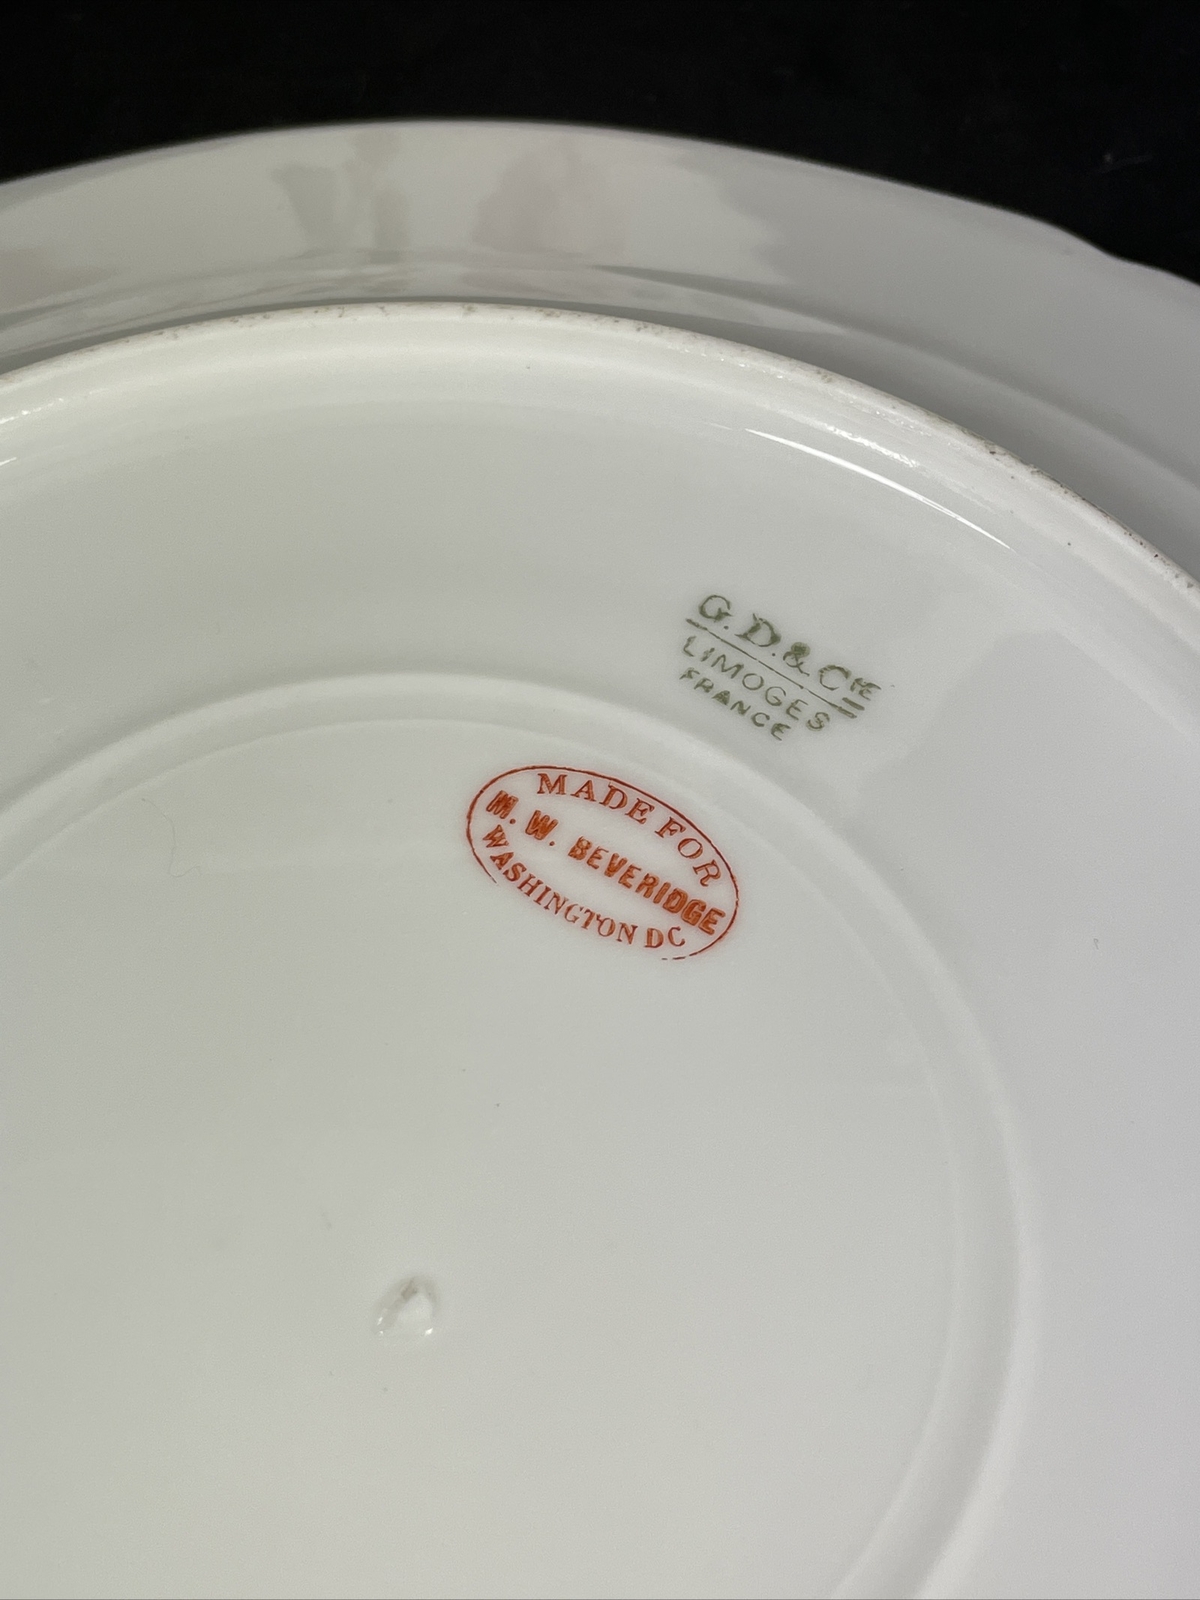 G. D. & Cie
LIMOGES
FRANCE
MADE FOR
M. W. BEVERIDGE
WASHINGTON DC